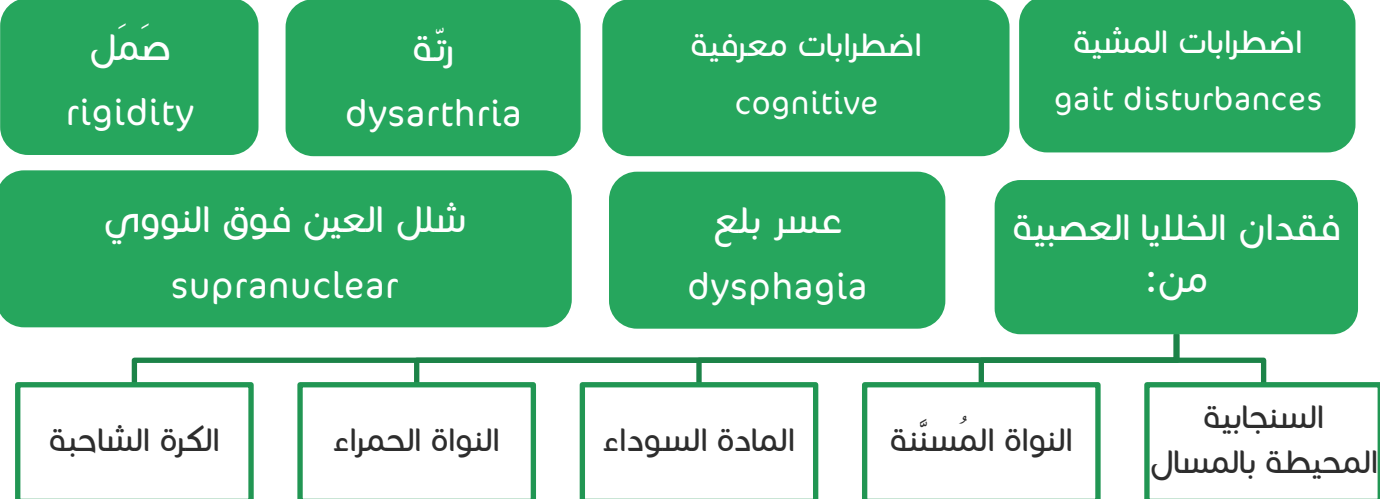 اضطرابات المشية
gait disturbances
اضطرابات معرفية
cognitive
رتّة
dysarthria
صَمَل
rigidity
فقدان الخلايا العصبية
من:
عسر بلع
dysphagia
شلل العين فوق النووي
supranuclear
السنجابية
المحيطة بالمسال
النواة المُسنَّنة
المادة السوداء
النواة الحمراء
الكرة الشاحبة